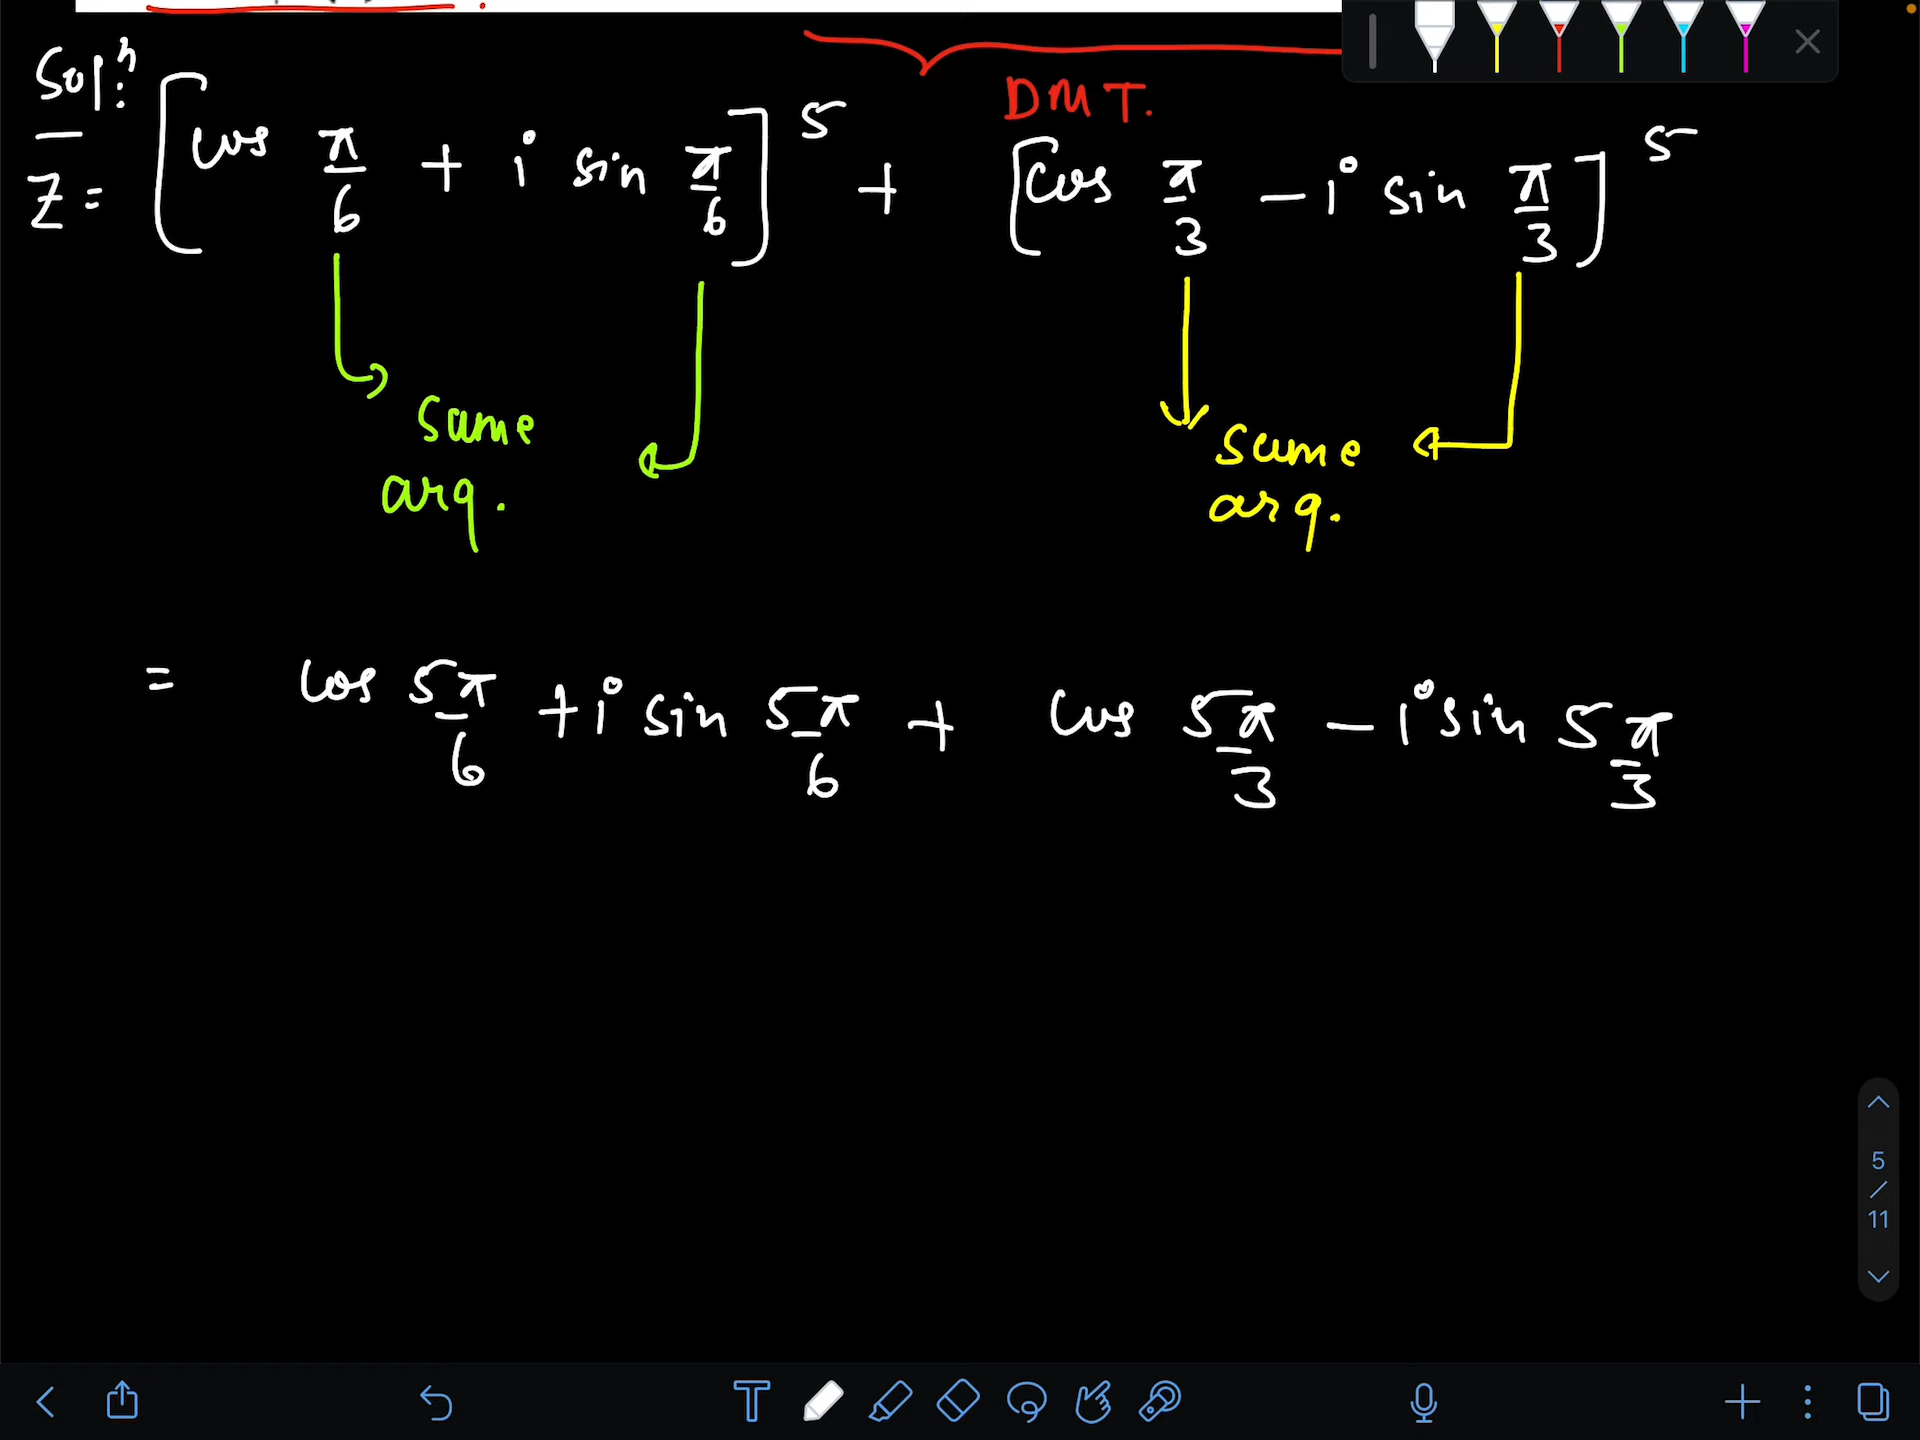 DMT.
Solⁿ:
Z = [cos π/6 + i sin π/6]⁵ + [cos π/3 - i sin π/3]⁵
same arg. same arg.
= cos 5π/6 + i sin 5π/6 + cos 5π/3 - i sin 5π/3
5
/
11
T